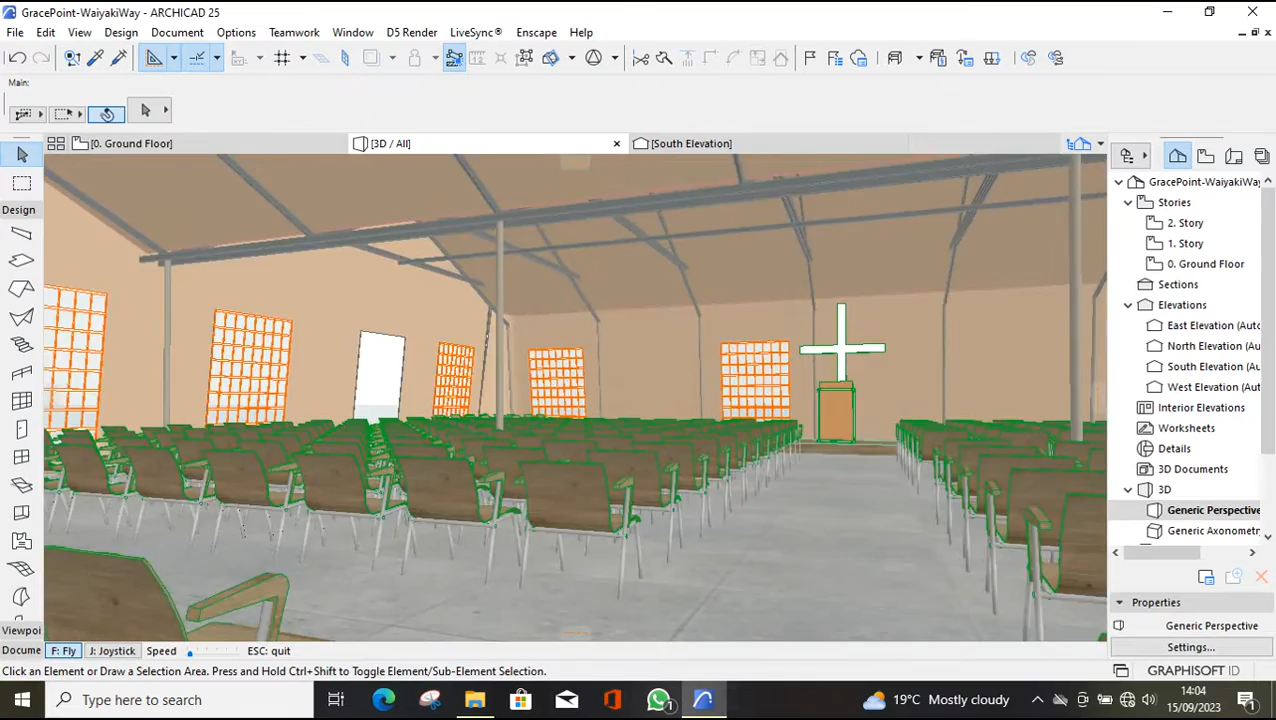 GracePoint-WaiyakiWay - ARCHICAD 25
File Edit View Design Document Options Teamwork Window D5 Render LiveSync® Enscape Help
Main:
[0. Ground Floor] [3D / All] [South Elevation]
GracePoint-WaiyakiWay
Stories
2. Story
1. Story
0. Ground Floor
Sections
Elevations
East Elevation (Auto
North Elevation (Au
South Elevation (Au
West Elevation (Aut
Interior Elevations
Worksheets
Details
3D Documents
3D
Generic Perspective
Generic Axonometr
Properties
Generic Perspective
Settings...
Design
Viewpoi
Docume
F: Fly J: Joystick Speed ESC: quit
Click an Element or Draw a Selection Area. Press and Hold Ctrl+Shift to Toggle Element/Sub-Element Selection.
GRAPHISOFT ID
Type here to search
1
19°C Mostly cloudy
14:04
15/09/2023
1